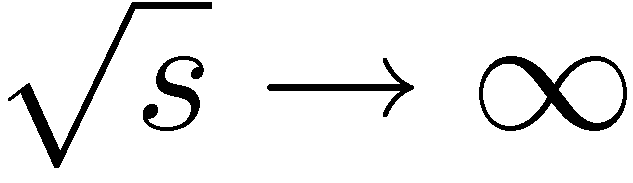 √s → ∞